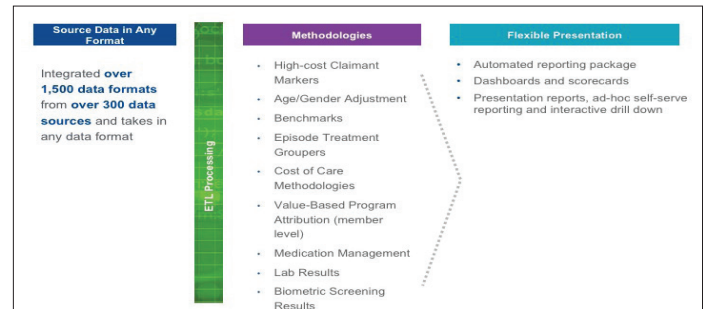 Source Data in Any
Format
Integrated over
1,500 data formats
from over 300 data
sources and takes in
any data format
ETL Processing
Methodologies
• High-cost Claimant
Markers
• Age/Gender Adjustment
• Benchmarks
• Episode Treatment
Groupers
• Cost of Care
Methodologies
• Value-Based Program
Attribution (member
level)
• Medication Management
• Lab Results
• Biometric Screening
Results
Flexible Presentation
• Automated reporting package
• Dashboards and scorecards
• Presentation reports, ad-hoc self-serve
reporting and interactive drill down